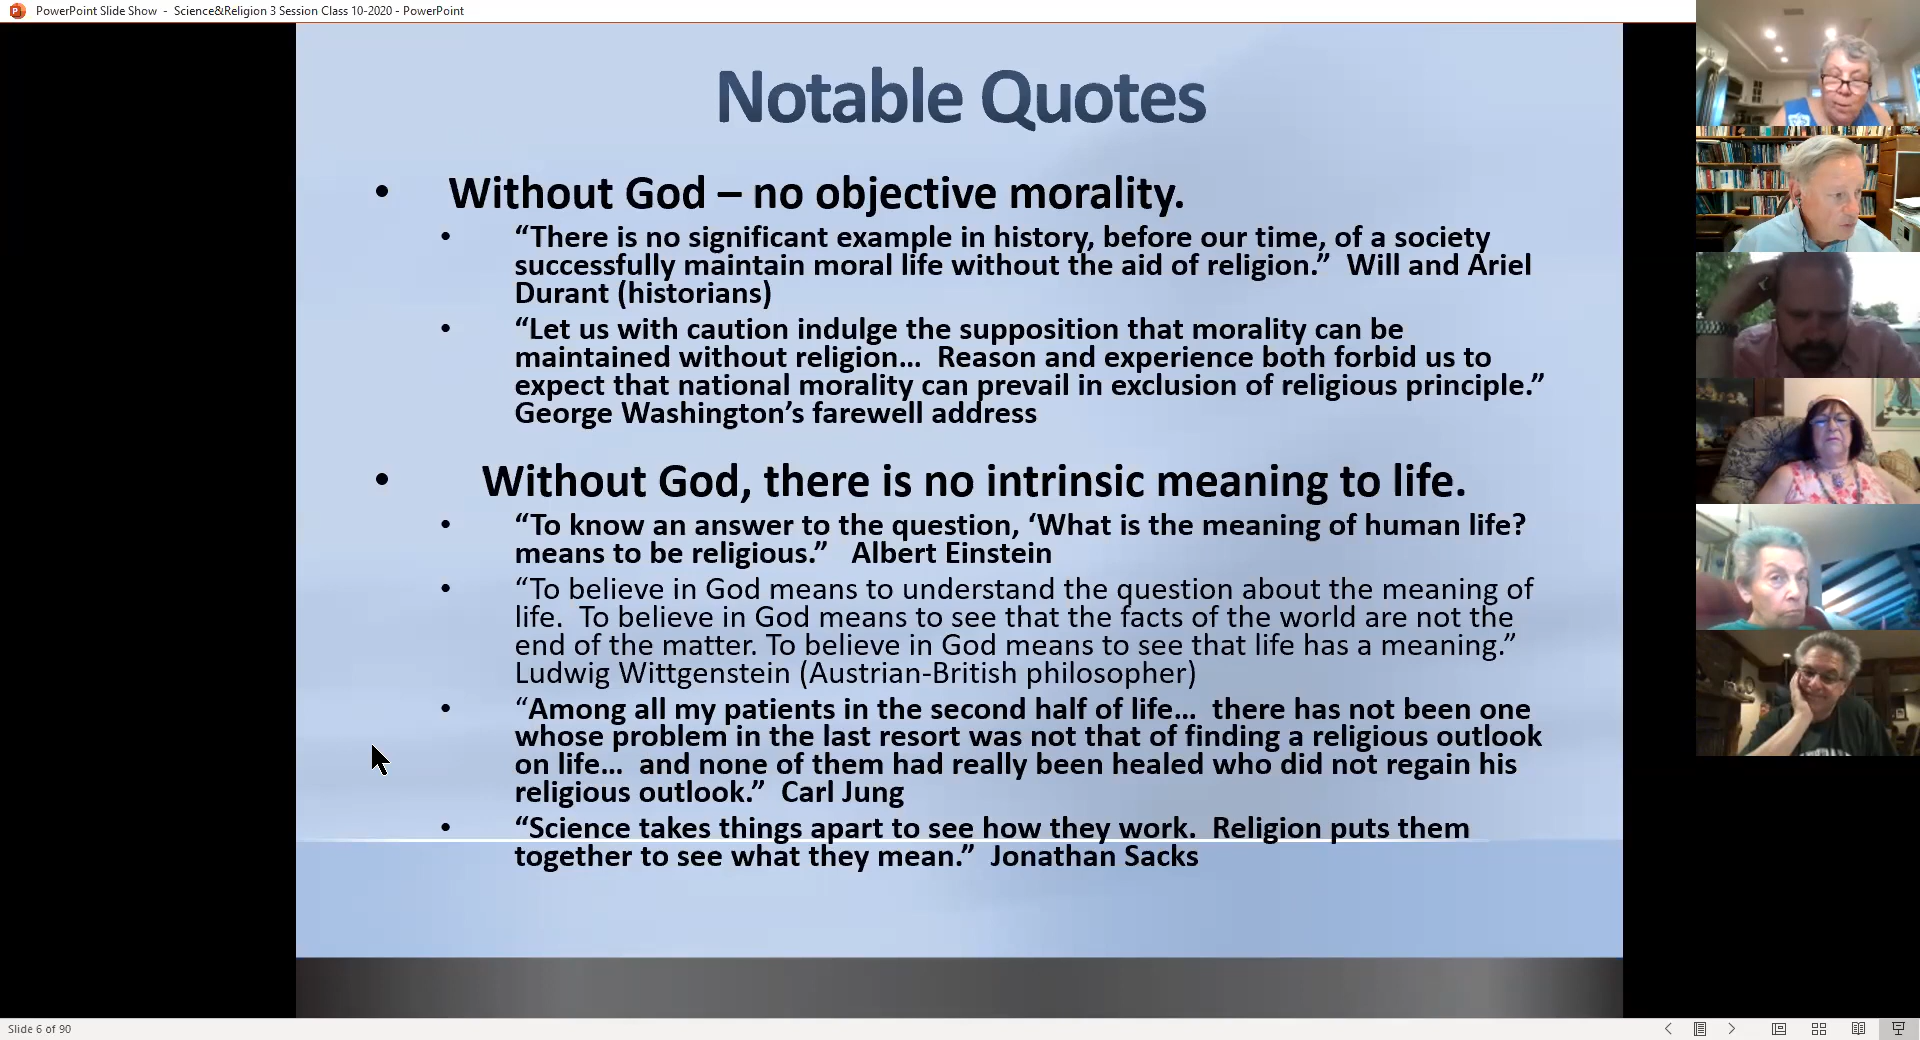 PowerPoint Slide Show - Science&Religion 3 Session Class 10-2020 - PowerPoint
Notable Quotes
• Without God – no objective morality.
• “There is no significant example in history, before our time, of a society
successfully maintain moral life without the aid of religion.” Will and Ariel
Durant (historians)
• “Let us with caution indulge the supposition that morality can be
maintained without religion… Reason and experience both forbid us to
expect that national morality can prevail in exclusion of religious principle.”
George Washington’s farewell address
• Without God, there is no intrinsic meaning to life.
• “To know an answer to the question, ‘What is the meaning of human life?
means to be religious.” Albert Einstein
• “To believe in God means to understand the question about the meaning of
life. To believe in God means to see that the facts of the world are not the
end of the matter. To believe in God means to see that life has a meaning.”
Ludwig Wittgenstein (Austrian-British philosopher)
• “Among all my patients in the second half of life… there has not been one
whose problem in the last resort was not that of finding a religious outlook
on life… and none of them had really been healed who did not regain his
religious outlook.” Carl Jung
• “Science takes things apart to see how they work. Religion puts them
together to see what they mean.” Jonathan Sacks
Slide 6 of 90